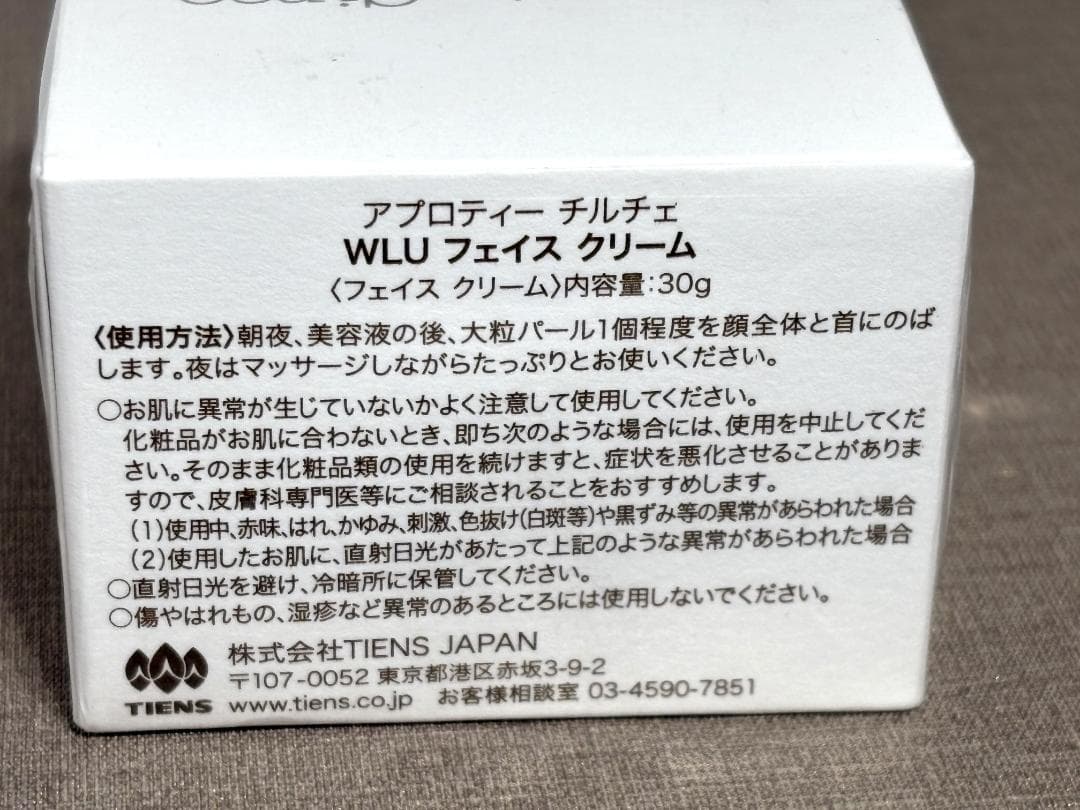 アプロティー チルチェ
WLU フェイス クリーム
〈フェイス クリーム〉内容量:30g
〈使用方法〉朝夜、美容液の後、大粒パール1個程度を顔全体と首にのば
します。夜はマッサージしながらたっぷりとお使いください。
○お肌に異常が生じていないかよく注意して使用してください。
化粧品がお肌に合わないとき、即ち次のような場合には、使用を中止してくだ
さい。そのまま化粧品類の使用を続けますと、症状を悪化させることがありま
すので、皮膚科専門医等にご相談されることをおすすめします。
(1)使用中、赤味、はれ、かゆみ、刺激、色抜け(白斑等)や黒ずみ等の異常があらわれた場合
(2)使用したお肌に、直射日光があたって上記のような異常があらわれた場合
○直射日光を避け、冷暗所に保管してください。
○傷やはれもの、湿疹など異常のあるところには使用しないでください。
株式会社TIENS JAPAN
〒107-0052 東京都港区赤坂3-9-2
TIENS www.tiens.co.jp お客様相談室 03-4590-7851